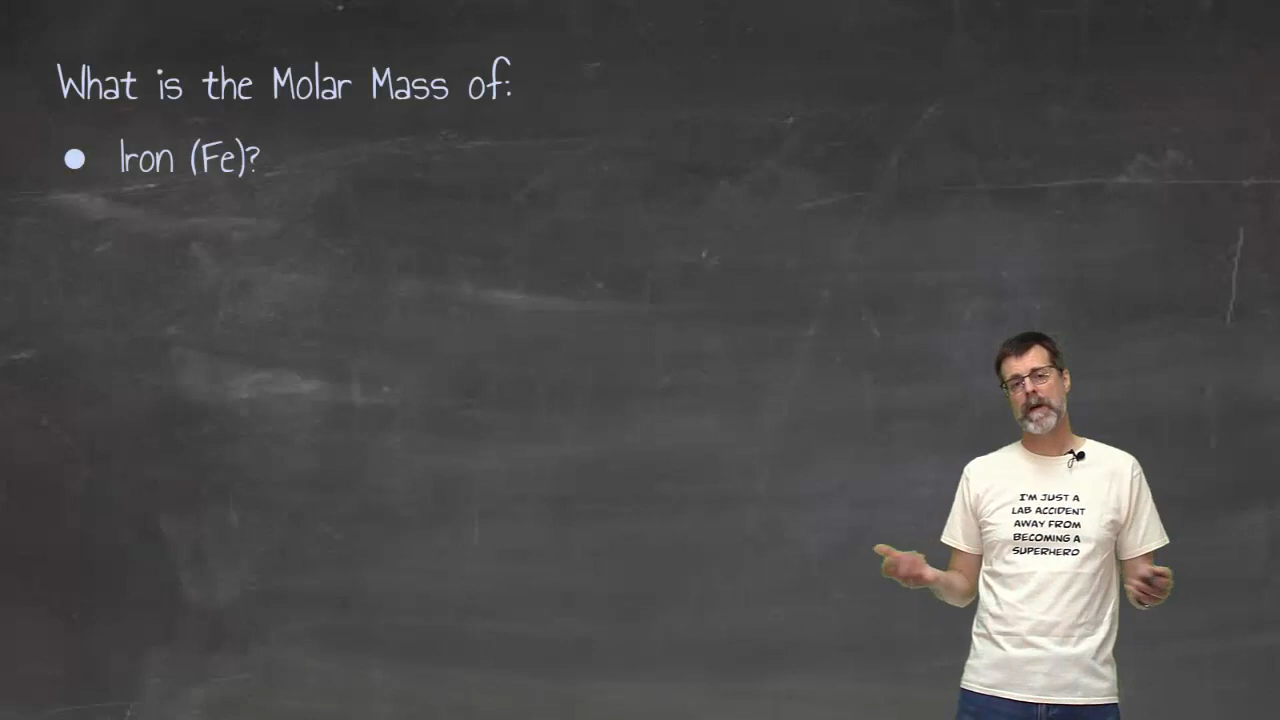 What is the Molar Mass of:
● Iron (Fe)?
I'M JUST A
LAB ACCIDENT
AWAY FROM
BECOMING A
SUPERHERO